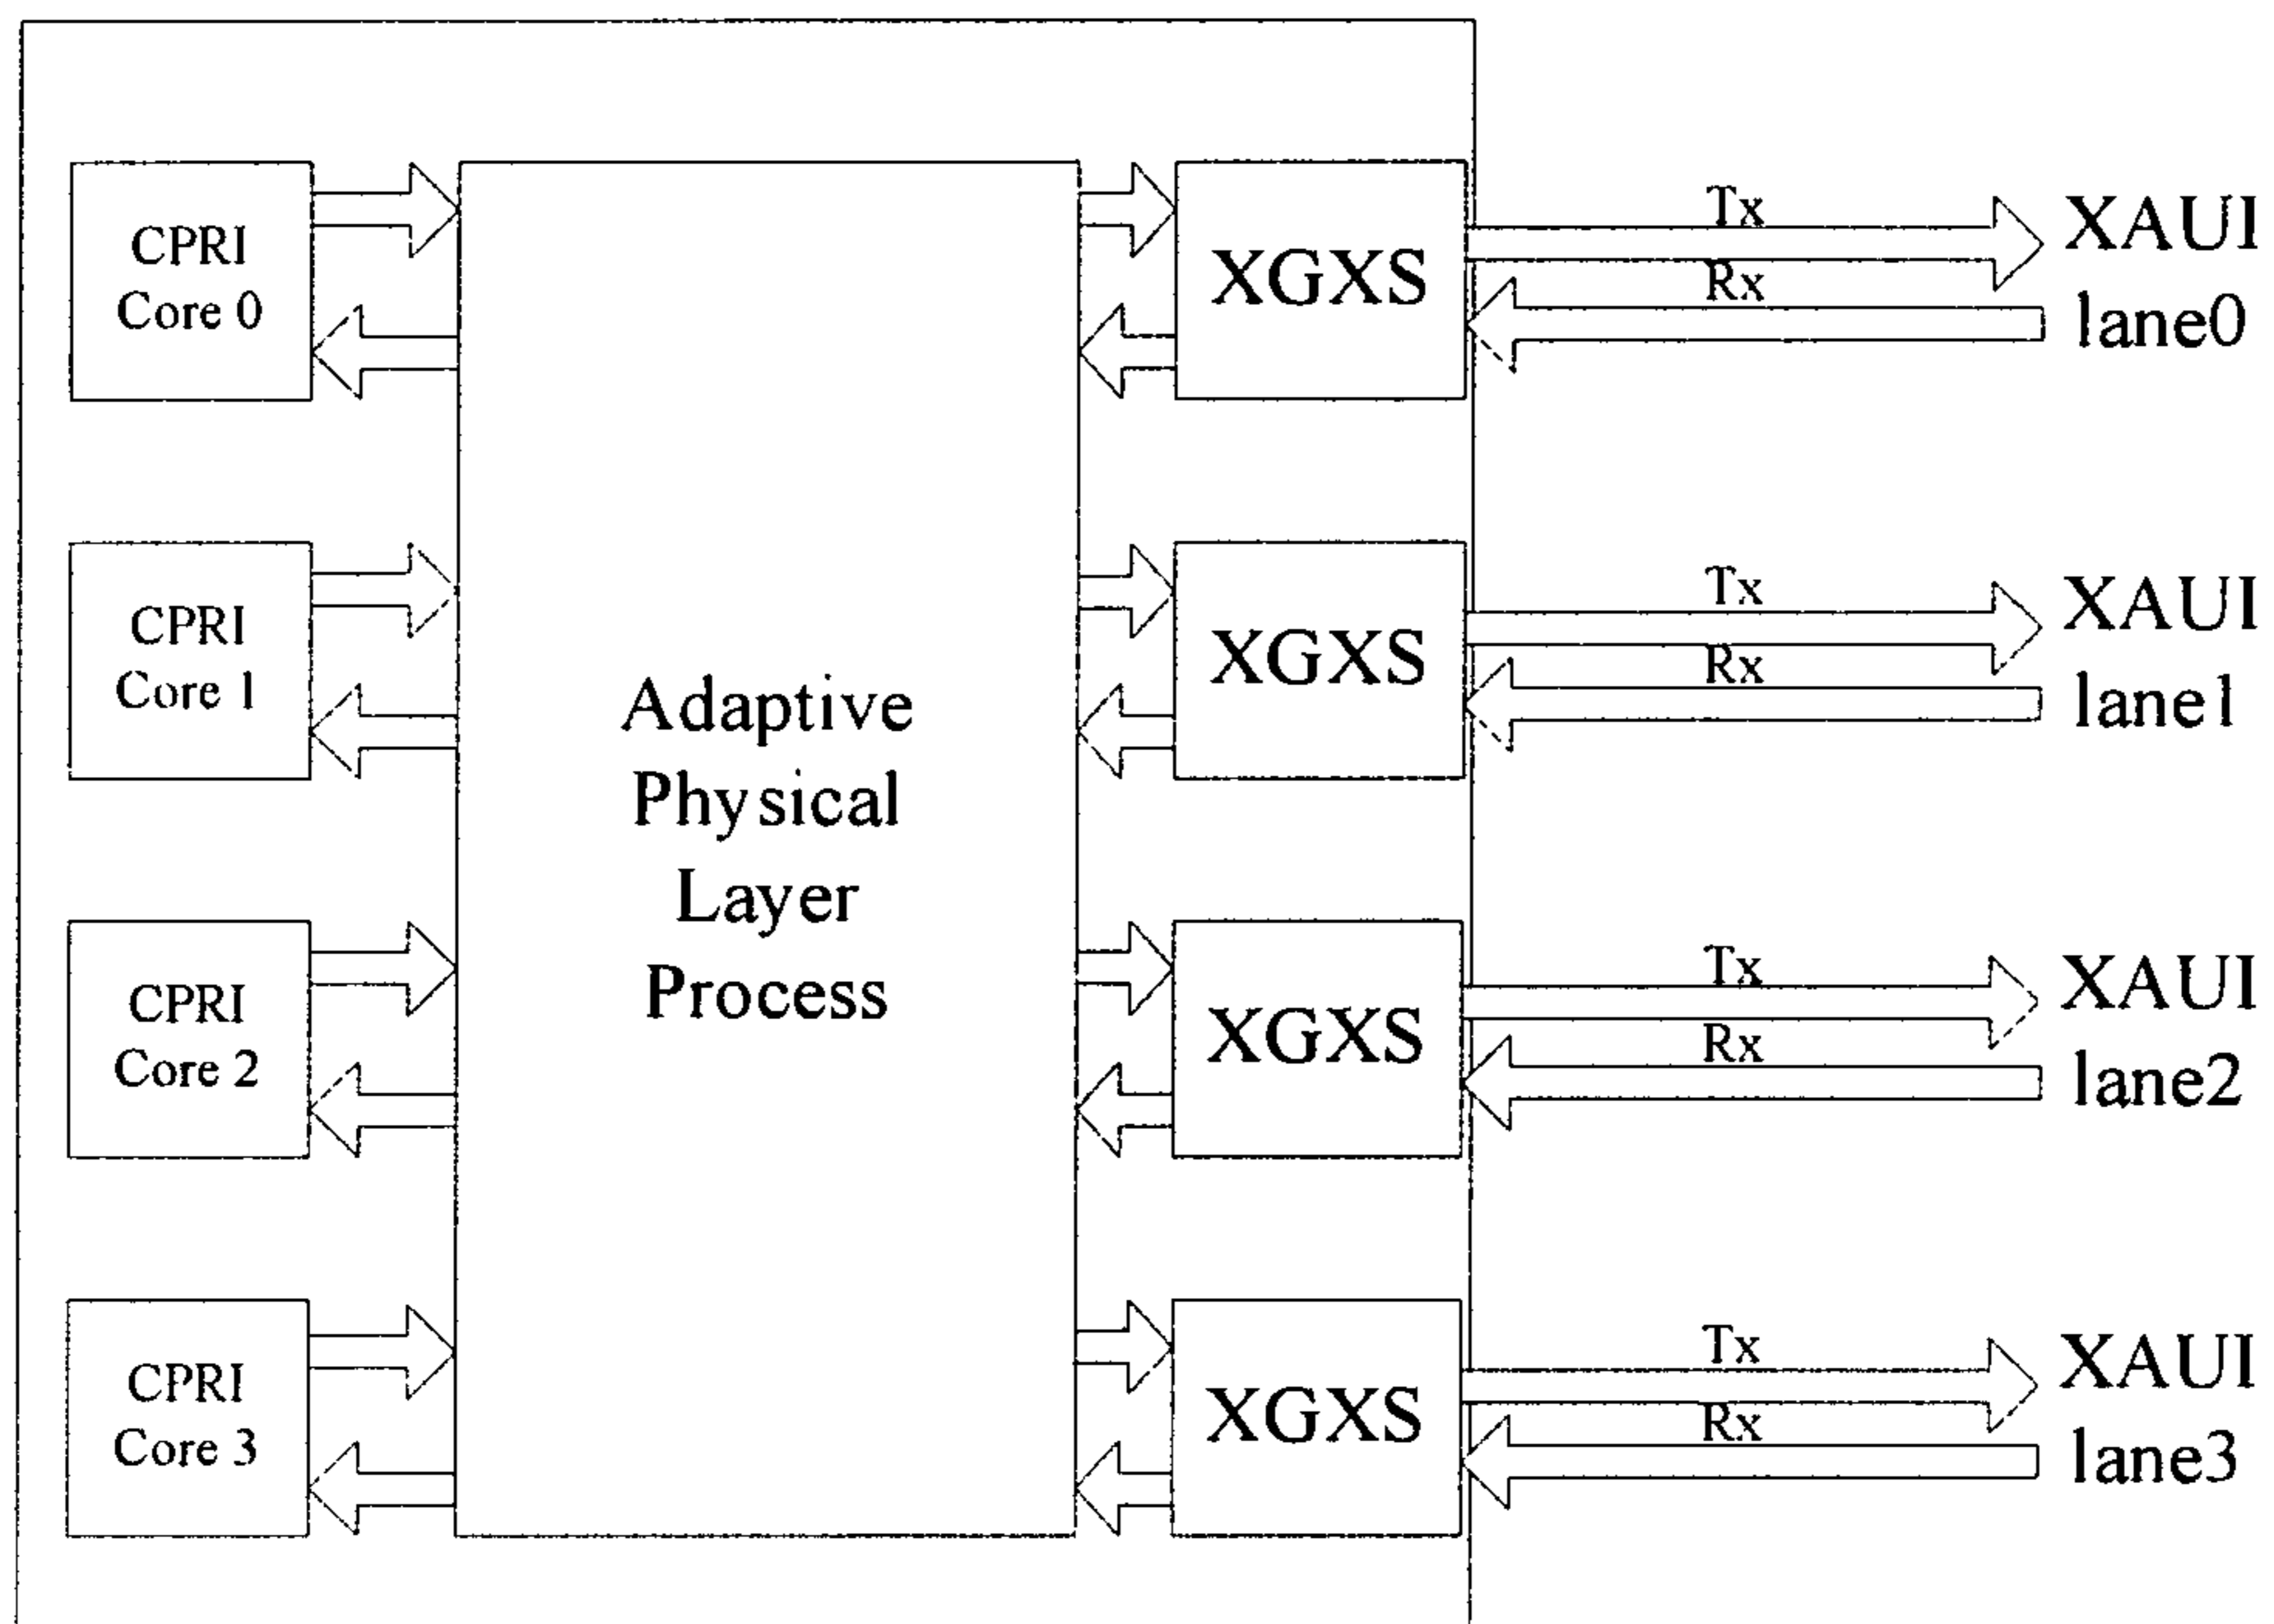 CPRI
Core 0
XGXS
Tx
Rx
XAUI
lane0
CPRI
Core 1
XGXS
Tx
Rx
XAUI
lane1
Adaptive
Physical
Layer
Process
CPRI
Core 2
XGXS
Tx
Rx
XAUI
lane2
CPRI
Core 3
XGXS
Tx
Rx
XAUI
lane3